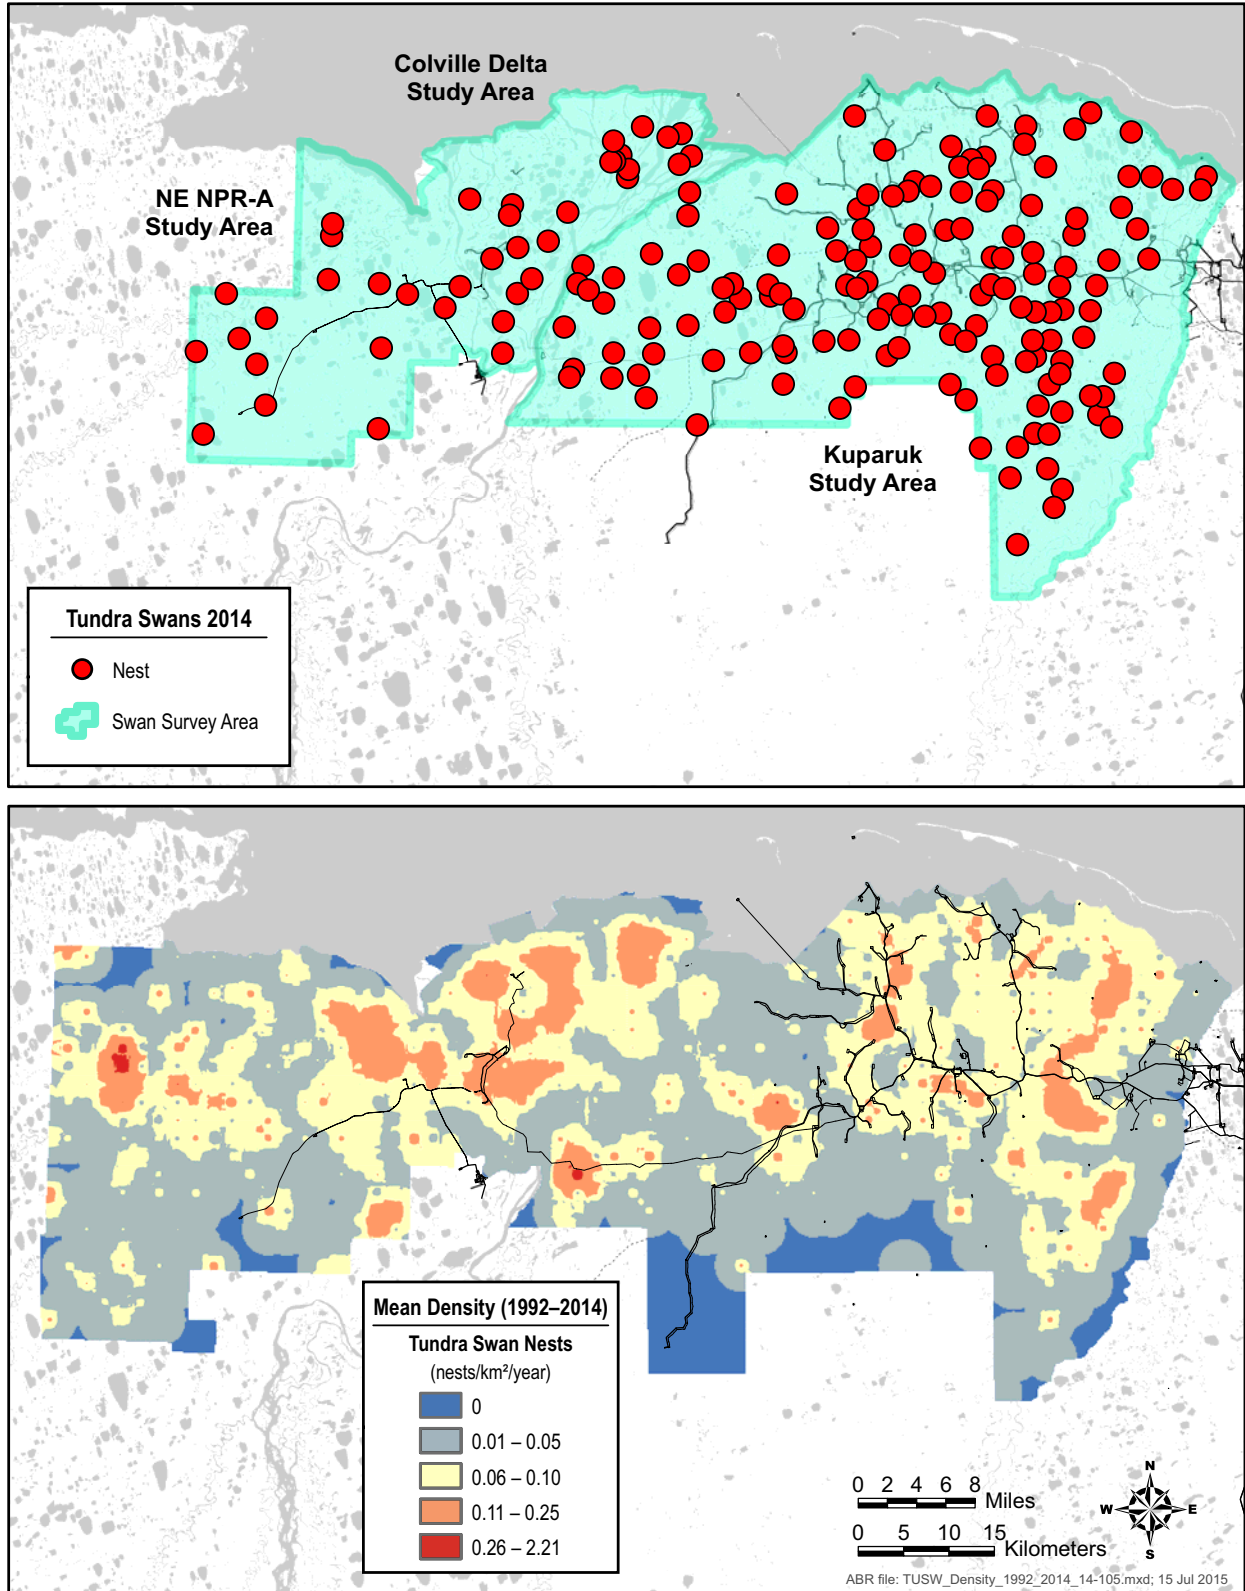 Colville Delta
Study Area
NE NPR-A
Study Area
Kuparuk
Study Area
Tundra Swans 2014
Nest
Swan Survey Area
Mean Density (1992–2014)
Tundra Swan Nests
(nests/km²/year)
0
0.01 – 0.05
0.06 – 0.10
0.11 – 0.25
0.26 – 2.21
0 2 4 6 8
Miles
0 5 10 15
Kilometers
N
W E
S
ABR file: TUSW_Density_1992_2014_14-105.mxd; 15 Jul 2015